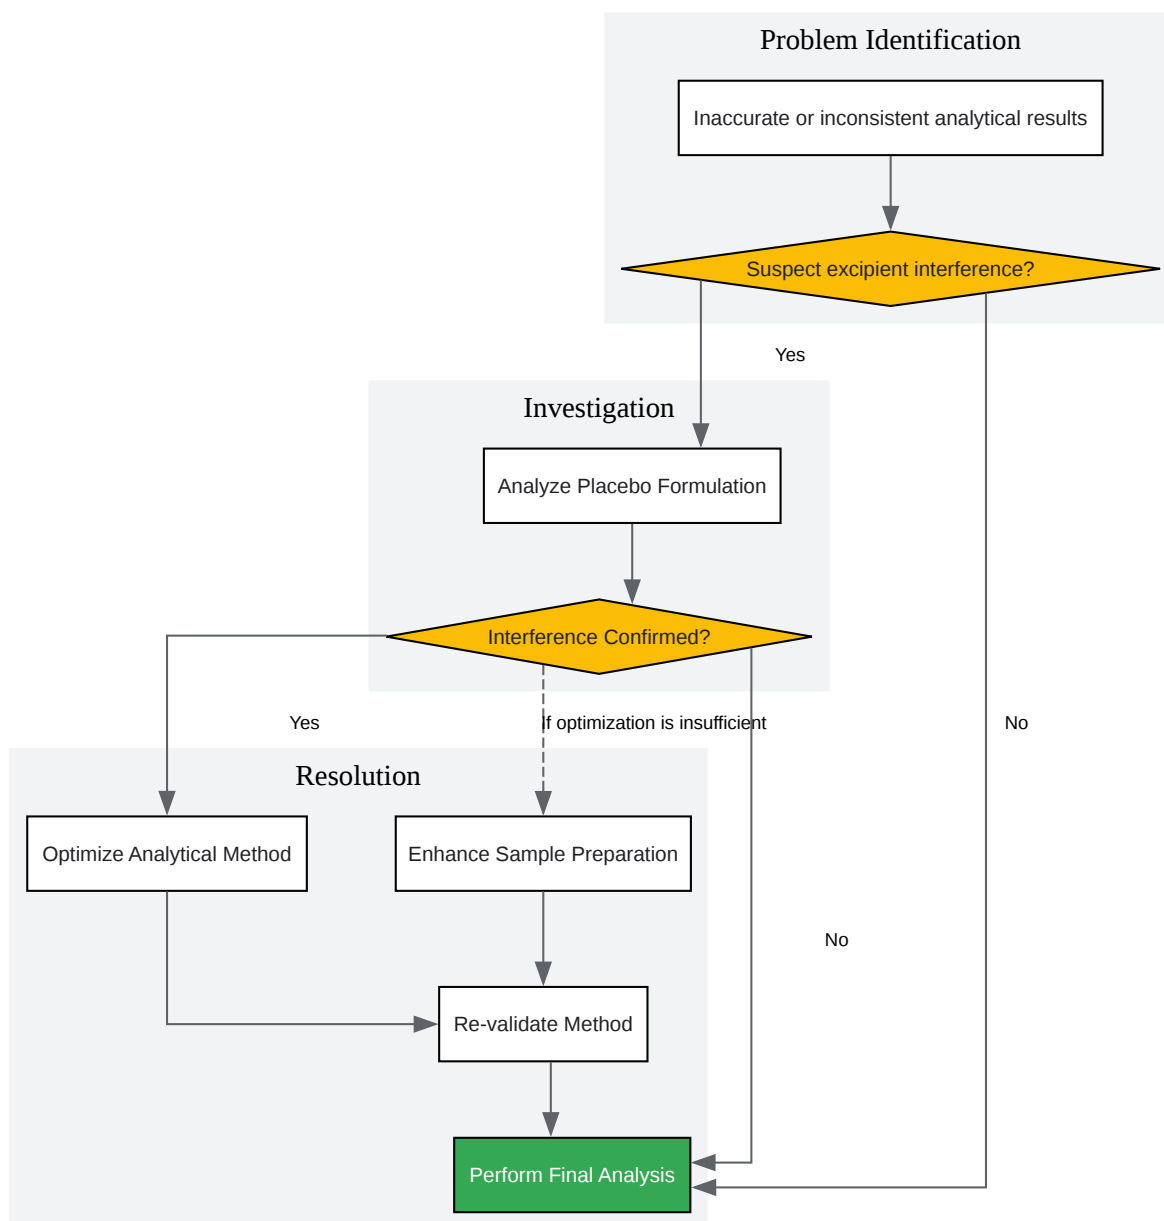 Problem Identification
Inaccurate or inconsistent analytical results
Suspect excipient interference?
Yes
Investigation
Analyze Placebo Formulation
Interference Confirmed?
Yes
If optimization is insufficient
No
Resolution
Optimize Analytical Method
Enhance Sample Preparation
No
Re-validate Method
Perform Final Analysis